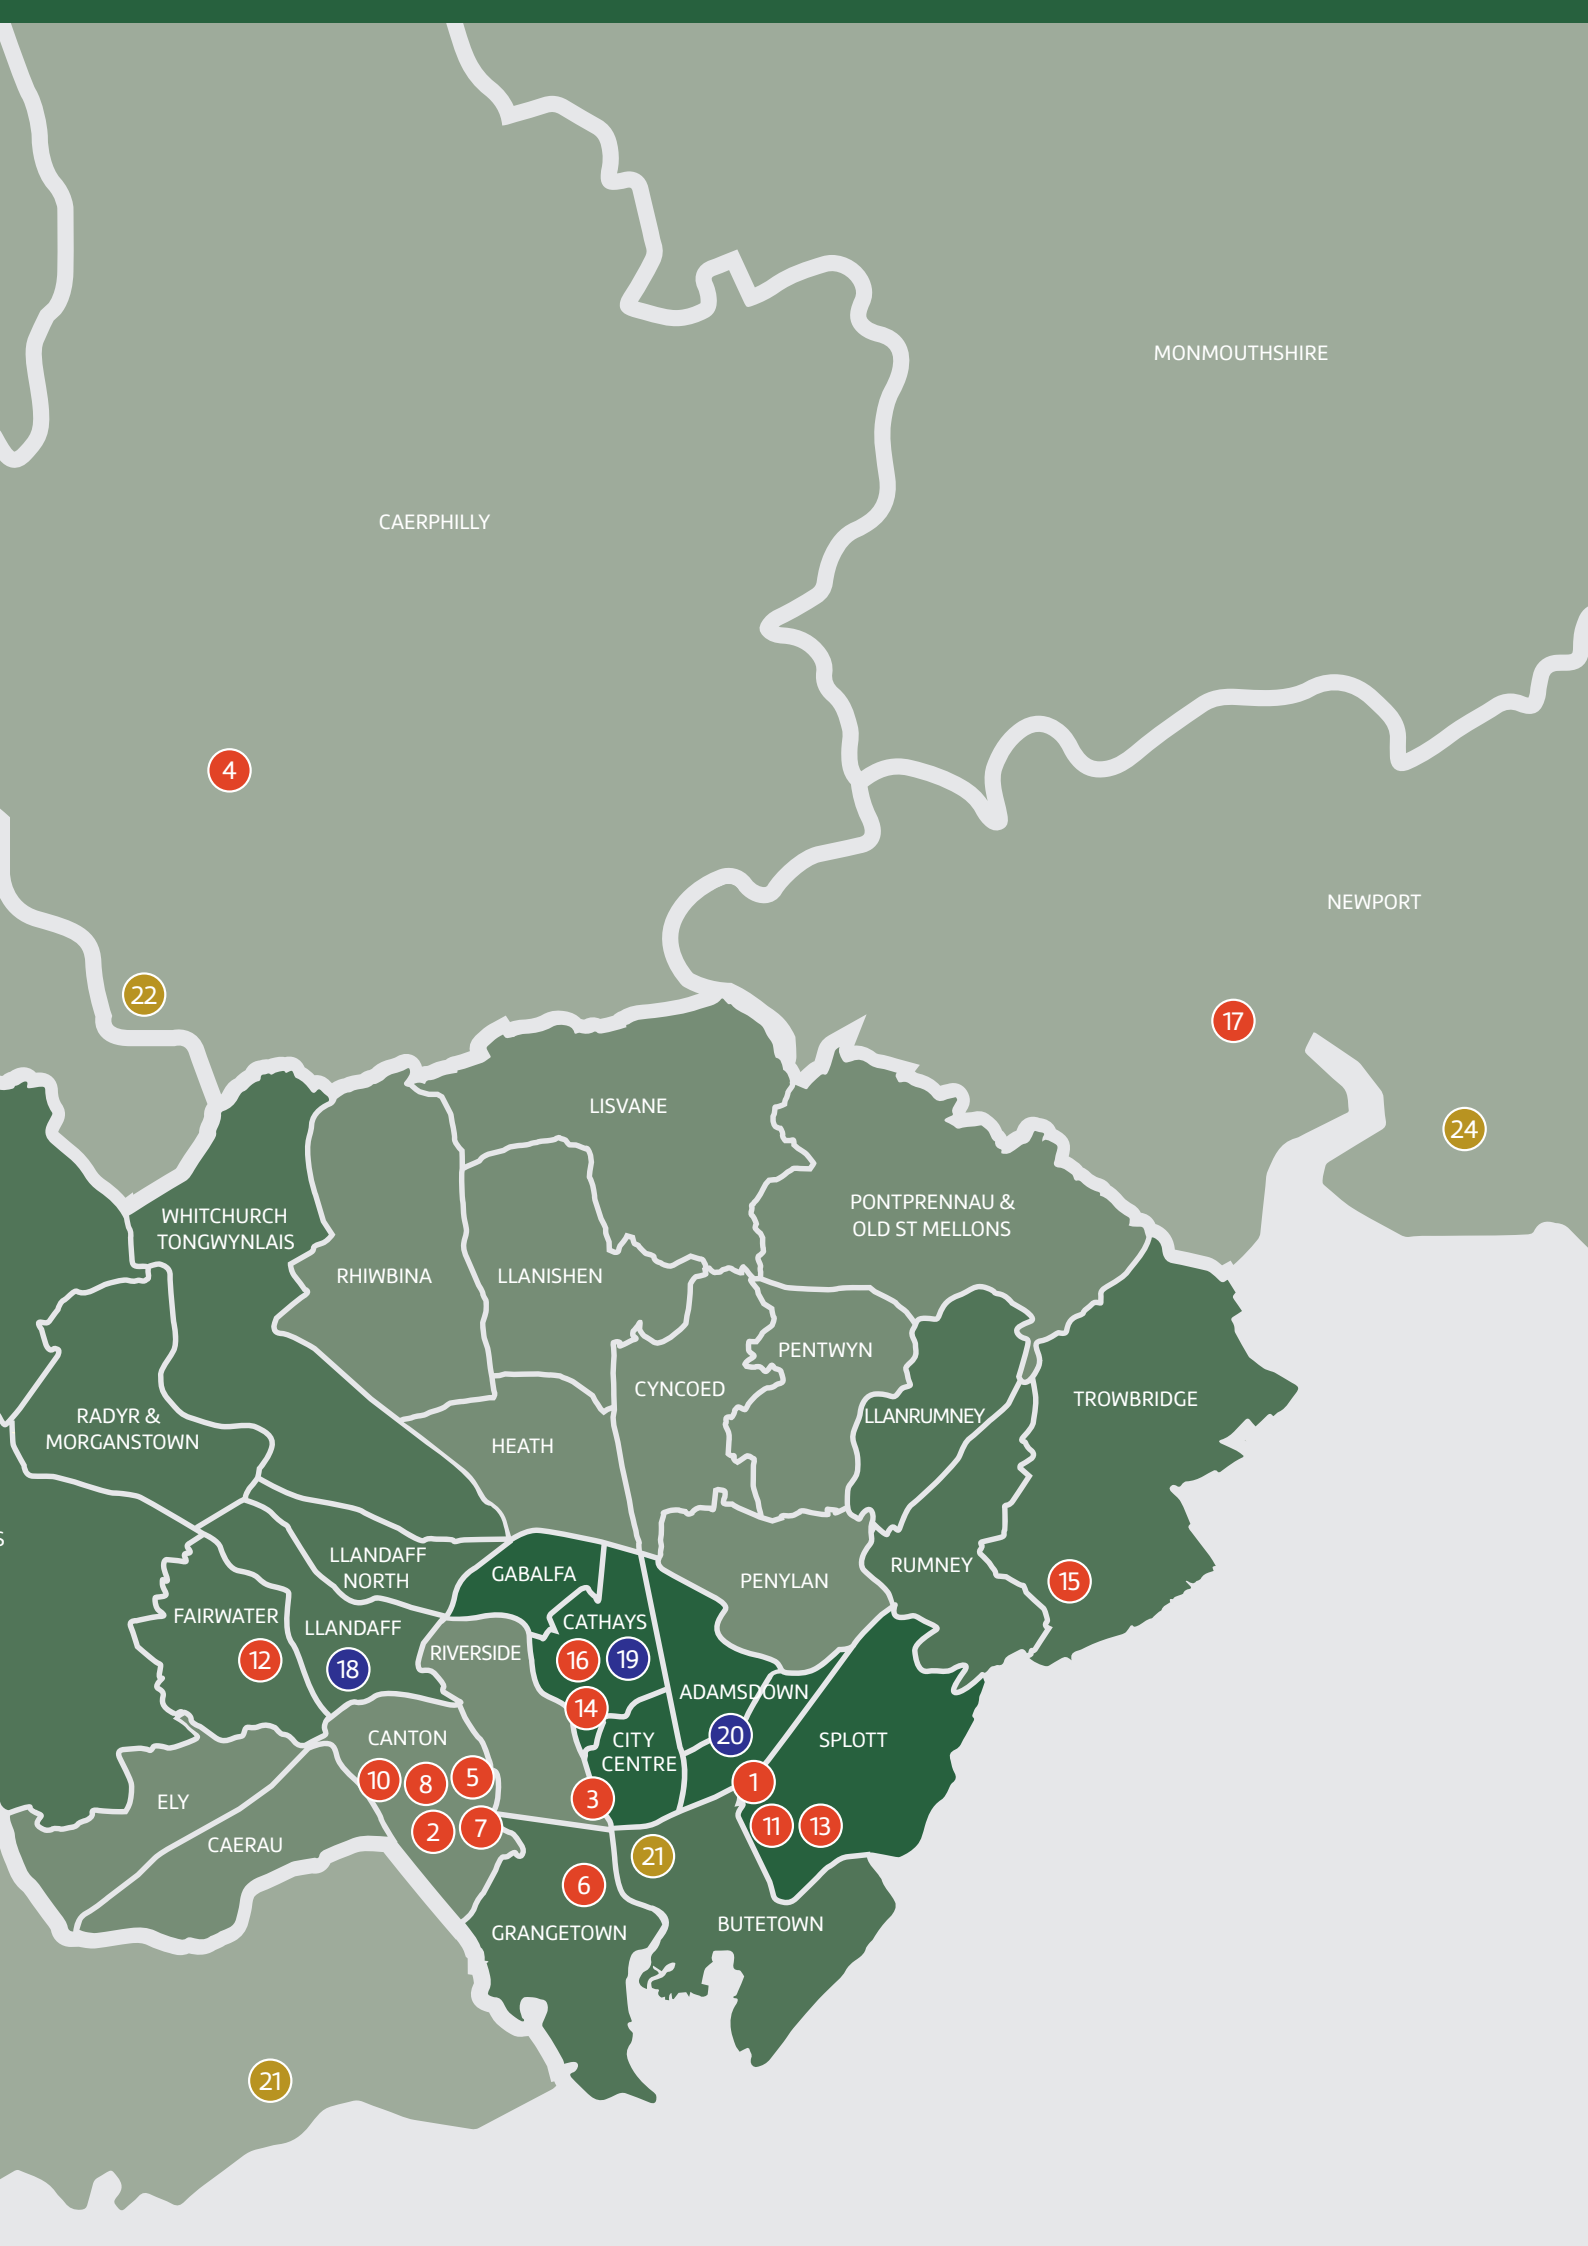 MONMOUTHSHIRE
CAERPHILLY
4
NEWPORT
22
17
24
LISVANE
PONTPRENNAU &
OLD ST MELLONS
WHITCHURCH
TONGWYNLAIS
RHIWBINA
LLANISHEN
PENTWYN
CYNCOED
TROWBRIDGE
RADYR &
MORGANSTOWN
LLANRUMNEY
HEATH
S
LLANDAFF
NORTH
GABALFA
PENYLAN
RUMNEY
15
FAIRWATER
LLANDAFF
CATHAYS
RIVERSIDE
12
18
16
19
ADAMSDOWN
14
CANTON
CITY
CENTRE
20
SPLOTT
10
8
5
1
3
ELY
2
7
11
13
CAERAU
21
6
GRANGETOWN
BUTETOWN
21